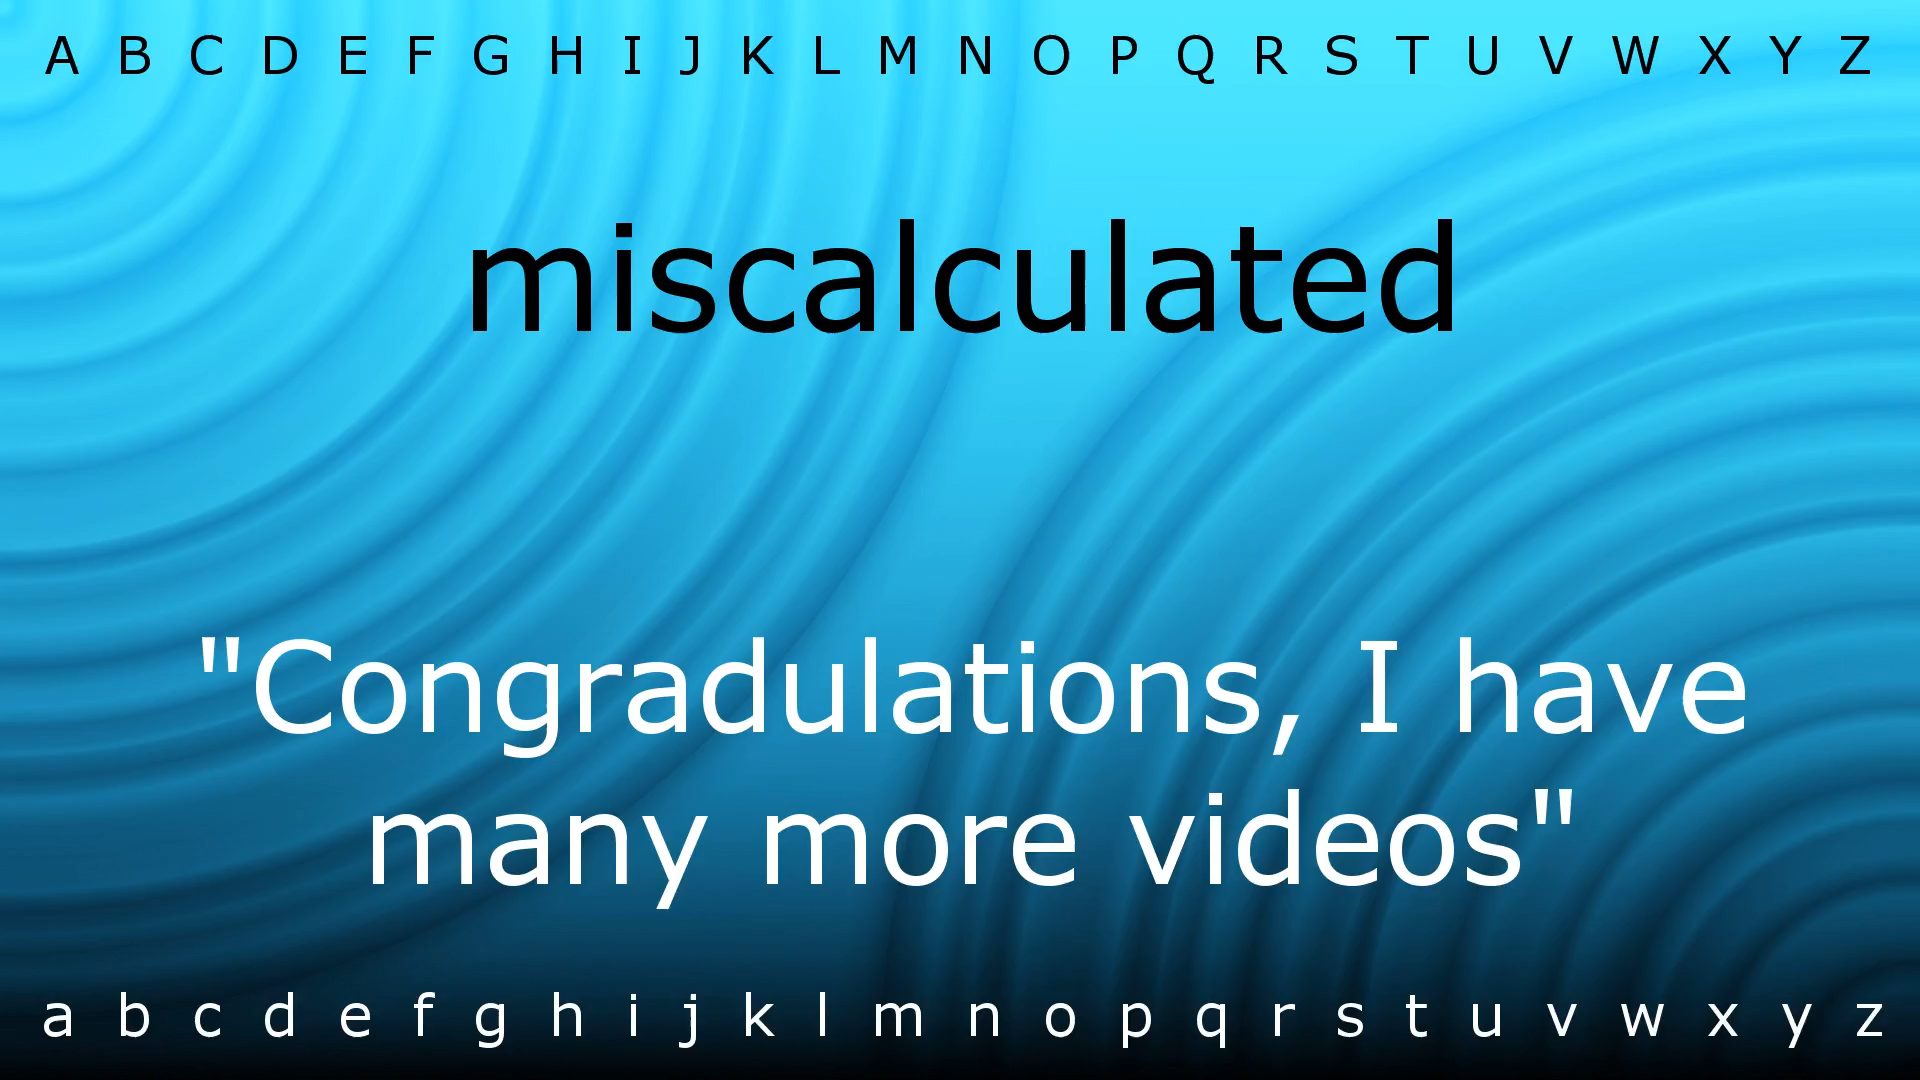 A B C D E F G H I J K L M N O P Q R S T U V W X Y Z
miscalculated
"Congradulations, I have
many more videos"
a b c d e f g h i j k l m n o p q r s t u v w x y z